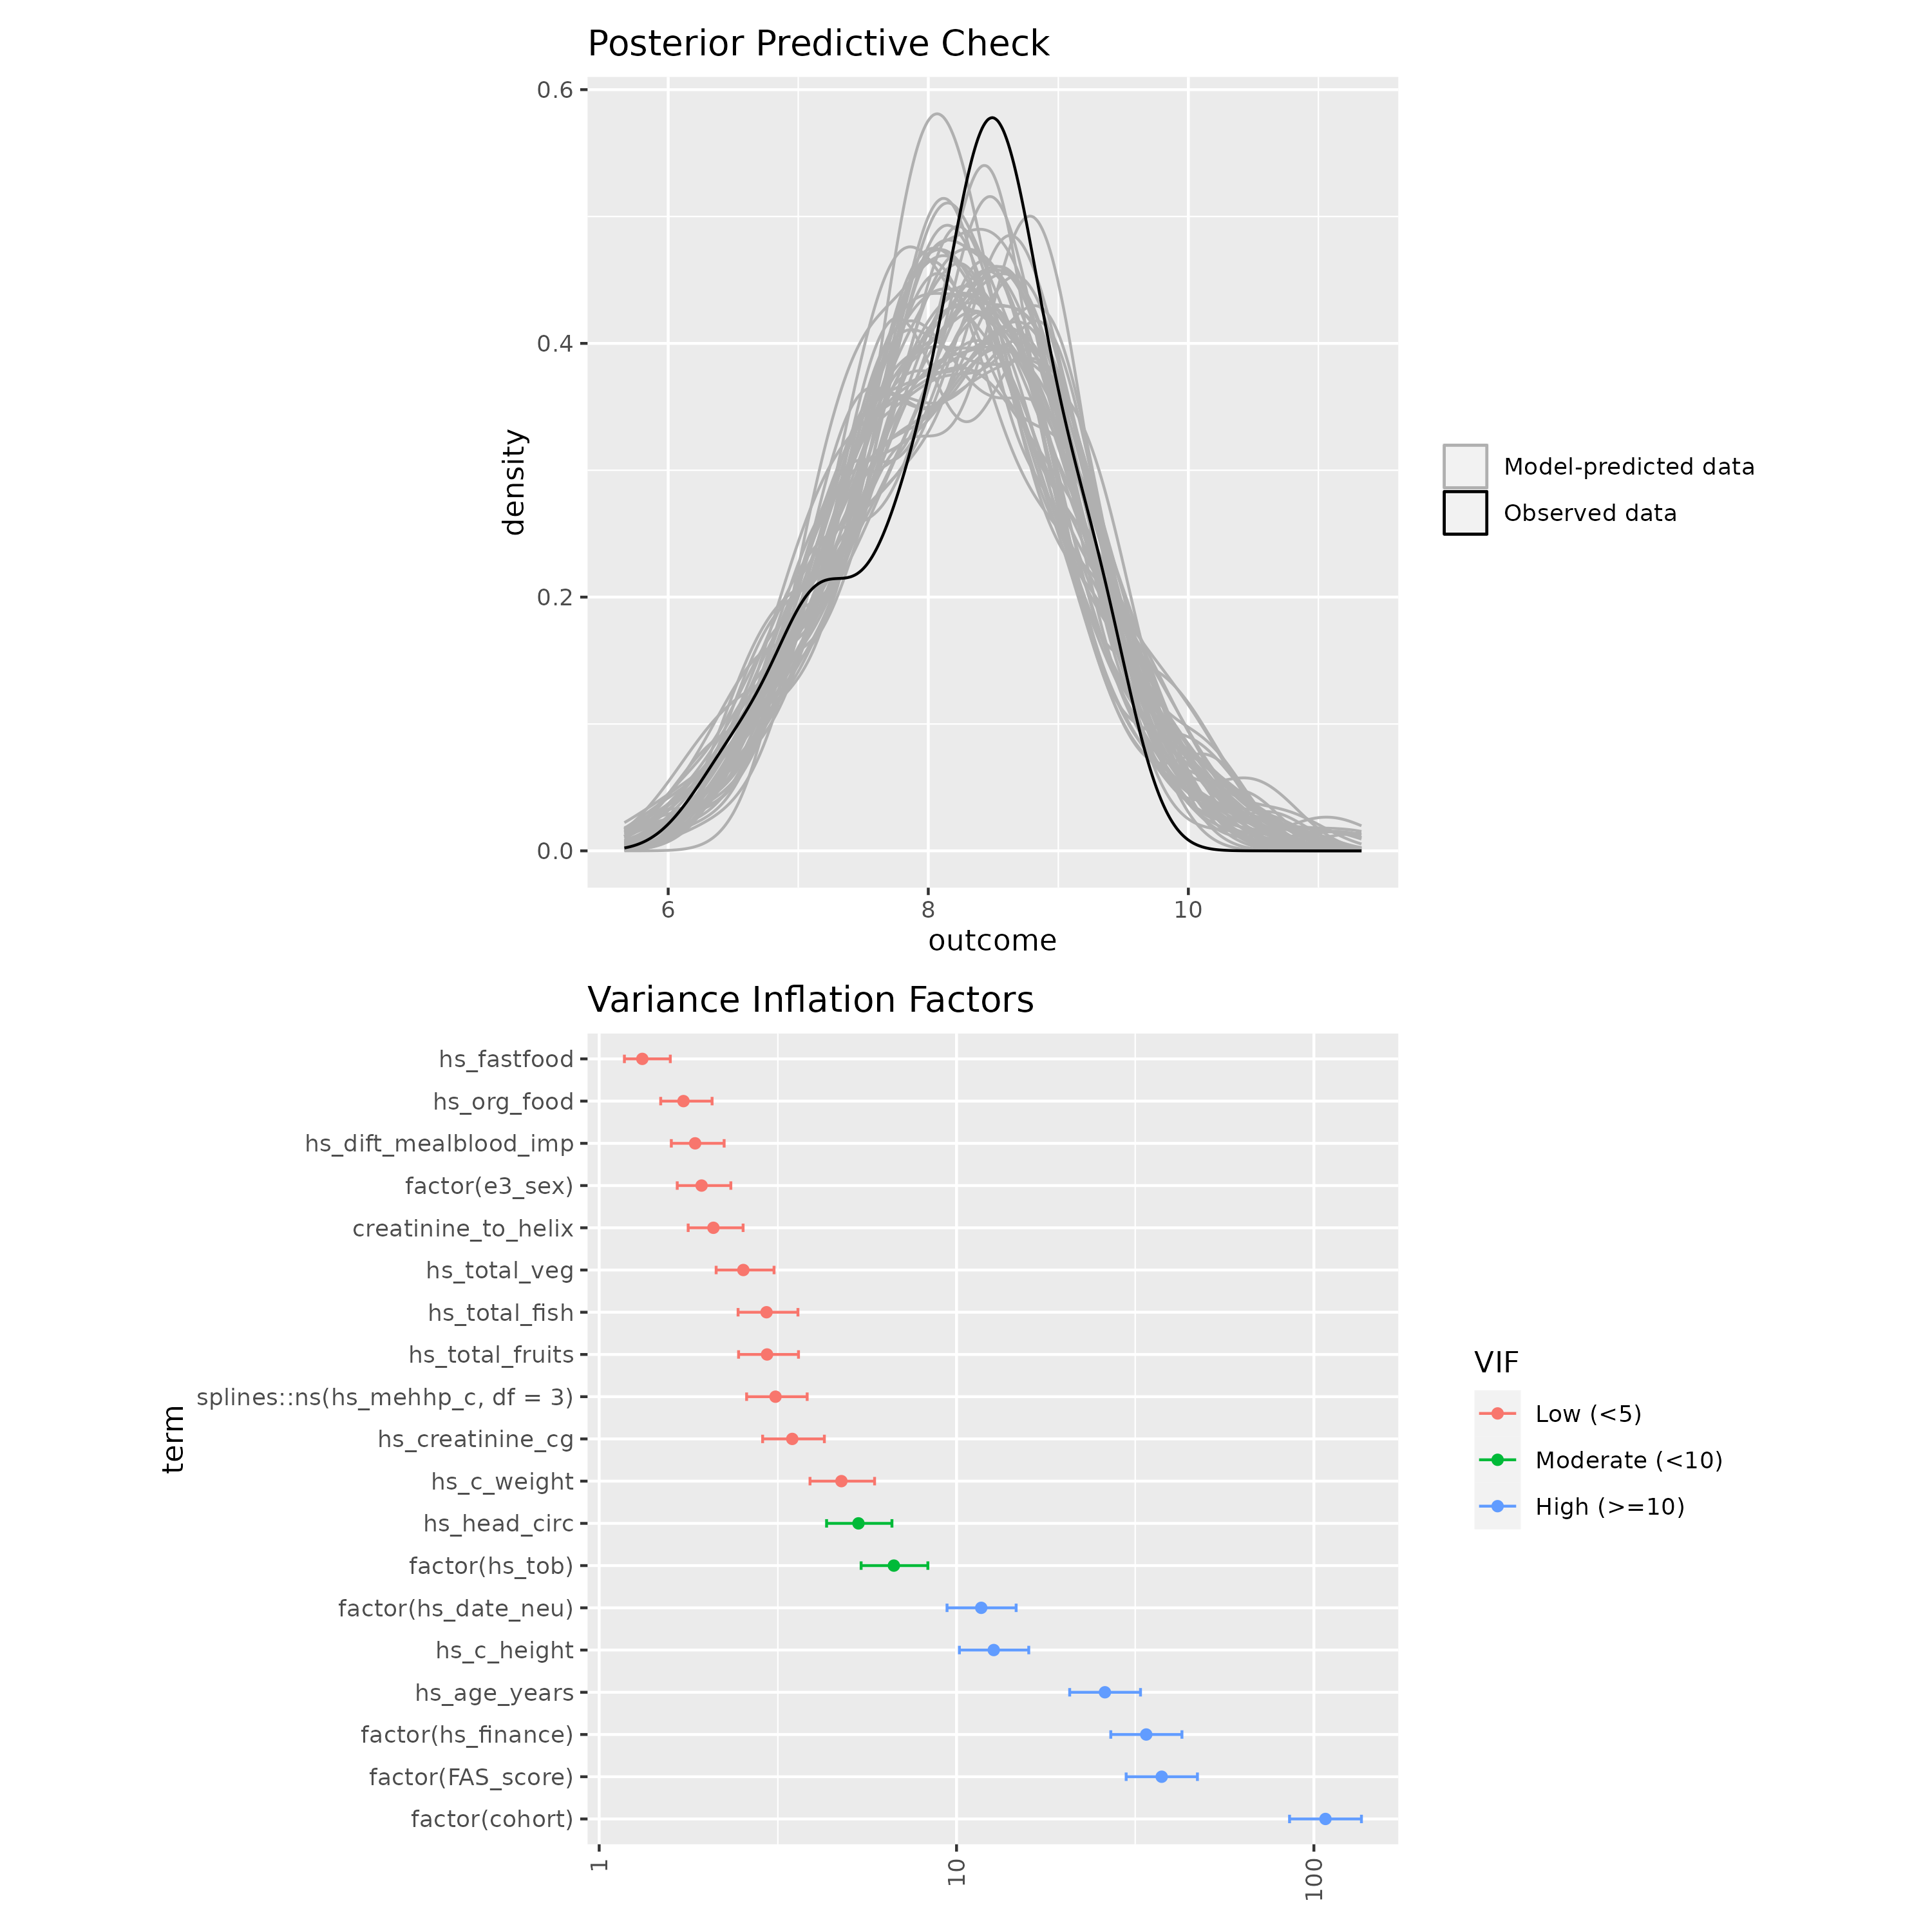 Posterior Predictive Check
0.6
0.4
0.2
0.0
density
6
8
10
outcome
Model-predicted data
Observed data
Variance Inflation Factors
hs_fastfood
hs_org_food
hs_dift_mealblood_imp
factor(e3_sex)
creatinine_to_helix
hs_total_veg
hs_total_fish
hs_total_fruits
splines::ns(hs_mehhp_c, df = 3)
hs_creatinine_cg
hs_c_weight
hs_head_circ
factor(hs_tob)
factor(hs_date_neu)
hs_c_height
hs_age_years
factor(hs_finance)
factor(FAS_score)
factor(cohort)
term
1
10
100
VIF
Low (<5)
Moderate (<10)
High (>=10)